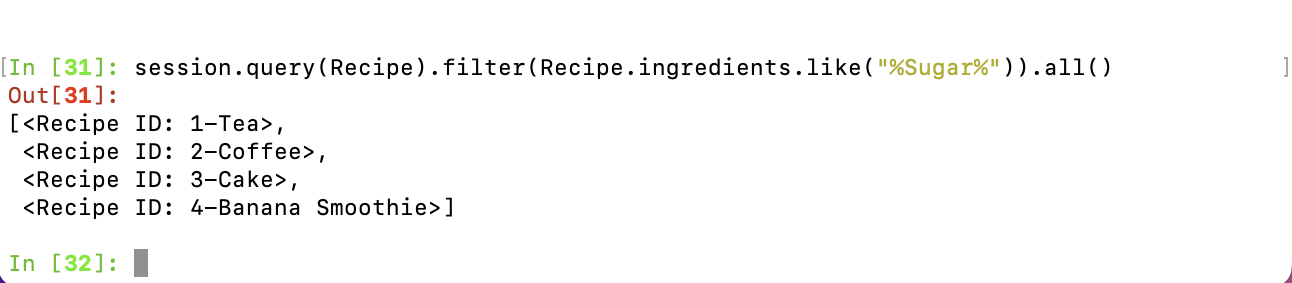 In [31]: session.query(Recipe).filter(Recipe.ingredients.like("%Sugar%")).all()
Out[31]:
[<Recipe ID: 1-Tea>,
 <Recipe ID: 2-Coffee>,
 <Recipe ID: 3-Cake>,
 <Recipe ID: 4-Banana Smoothie>]
In [32]: